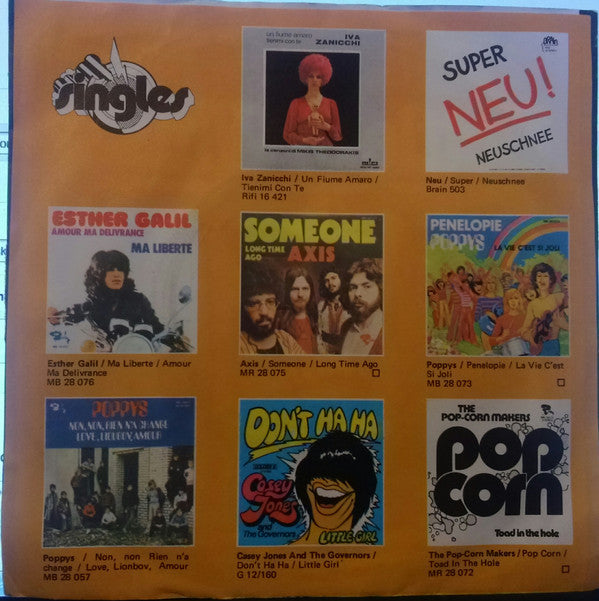 singles
un fiume amaro
tienimi con te
IVA
ZANICCHI
le canzoni di MIKIS THEODORAKIS
Iva Zanicchi / Un Fiume Amaro /
Tienimi Con Te
Rifi 16 421
SUPER
NEU!
NEUSCHNEE
Neu / Super / Neuschnee
Brain 503
ESTHER GALIL
AMOUR MA DELIVRANCE
MA LIBERTE
Esther Galil / Ma Liberte / Amour
Ma Delivrance
MB 28 076
SOMEONE
LONG TIME
AGO
AXIS
Axis / Someone / Long Time Ago
MR 28 075
PENELOPIE
POPPYS
LA VIE C'EST SI JOLI
Poppys / Penelopie / La Vie C'est
Si Joli
MB 28 073
POPPYS
NON, NON, RIEN N'A CHANGE
LOVE, LIOUBOV, AMOUR
Poppys / Non, non Rien n'a
change / Love, Lionbov, Amour
MB 28 057
DON'T HA HA
Casey
Jones
and The
Governors
LITTLE GIRL
Casey Jones And The Governors /
Don't Ha Ha / Little Girl
G 12/160
THE
POP-CORN MAKERS
POP
CORN
Toad in the hole
The Pop-Corn Makers / Pop Corn /
Toad In The Hole
MR 28 072